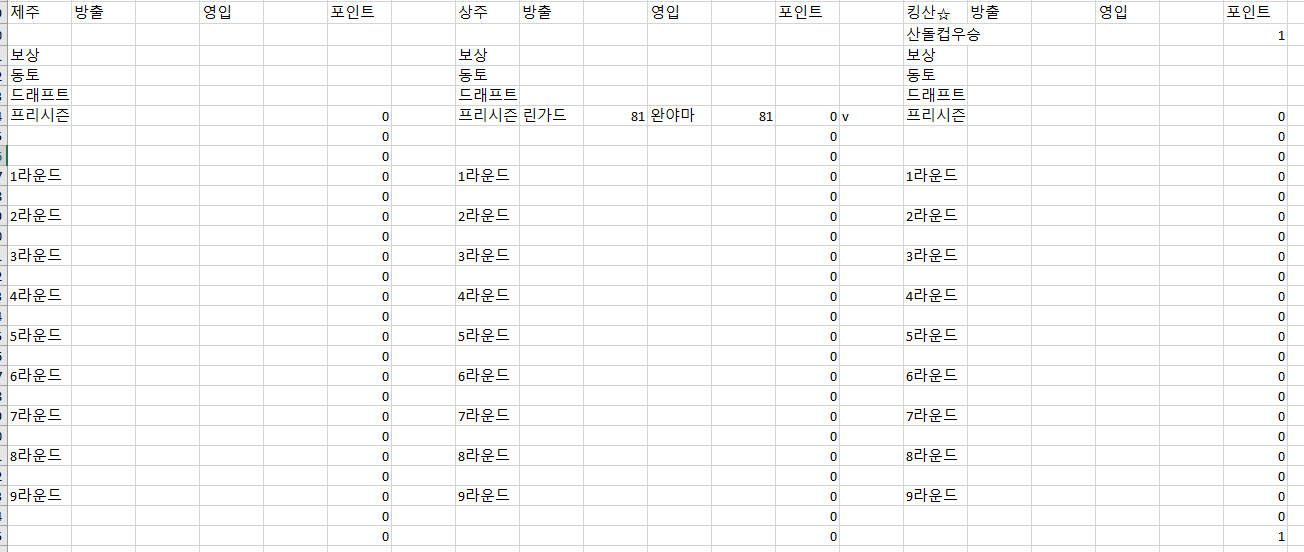 제주 방출 영입 포인트 상주 방출 영입 포인트 킹산☆ 방출 영입 포인트
산돌컵우승 1
보상 보상 보상
동토 동토 동토
드래프트 드래프트 드래프트
프리시즌 0 프리시즌 린가드 81 완야마 81 0 v 프리시즌 0
0 0 0
0 0 0
1라운드 0 1라운드 0 1라운드 0
0 0 0
2라운드 0 2라운드 0 2라운드 0
0 0 0
3라운드 0 3라운드 0 3라운드 0
0 0 0
4라운드 0 4라운드 0 4라운드 0
0 0 0
5라운드 0 5라운드 0 5라운드 0
0 0 0
6라운드 0 6라운드 0 6라운드 0
0 0 0
7라운드 0 7라운드 0 7라운드 0
0 0 0
8라운드 0 8라운드 0 8라운드 0
0 0 0
9라운드 0 9라운드 0 9라운드 0
0 0 0
0 0 1